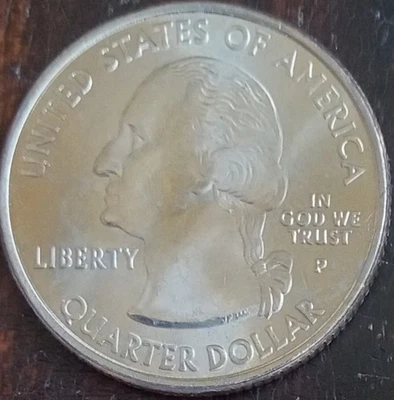 UNITED STATES OF AMERICA
LIBERTY
IN
GOD WE
TRUST
P
QUARTER DOLLAR